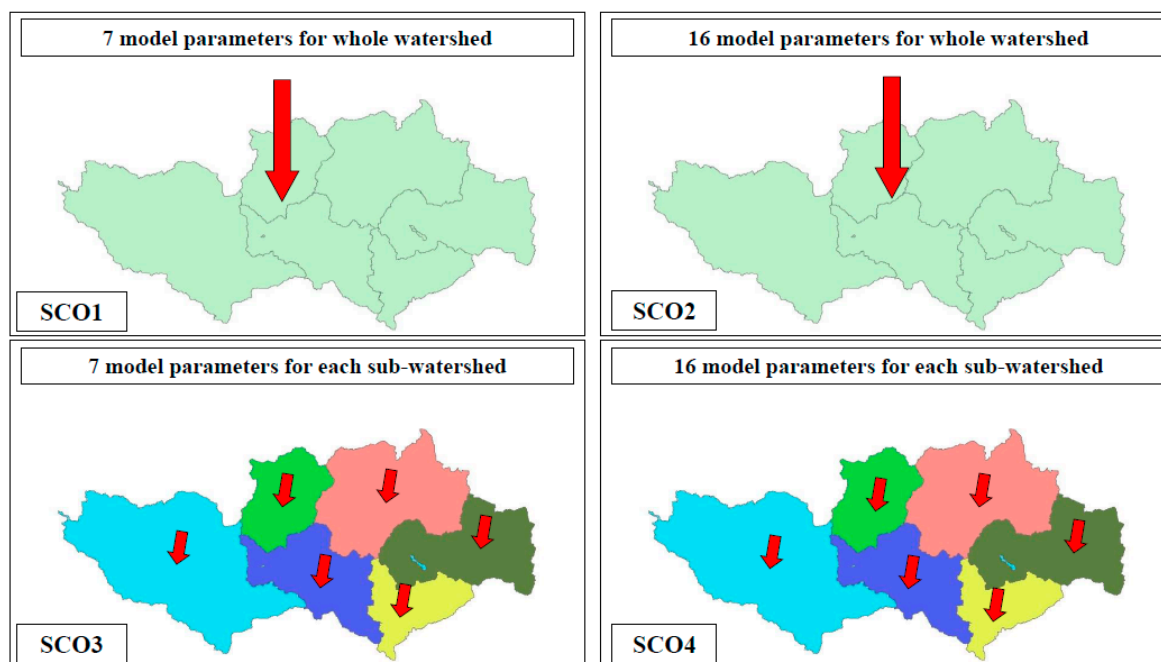 7 model parameters for whole watershed
SCO1
16 model parameters for whole watershed
SCO2
7 model parameters for each sub-watershed
SCO3
16 model parameters for each sub-watershed
SCO4